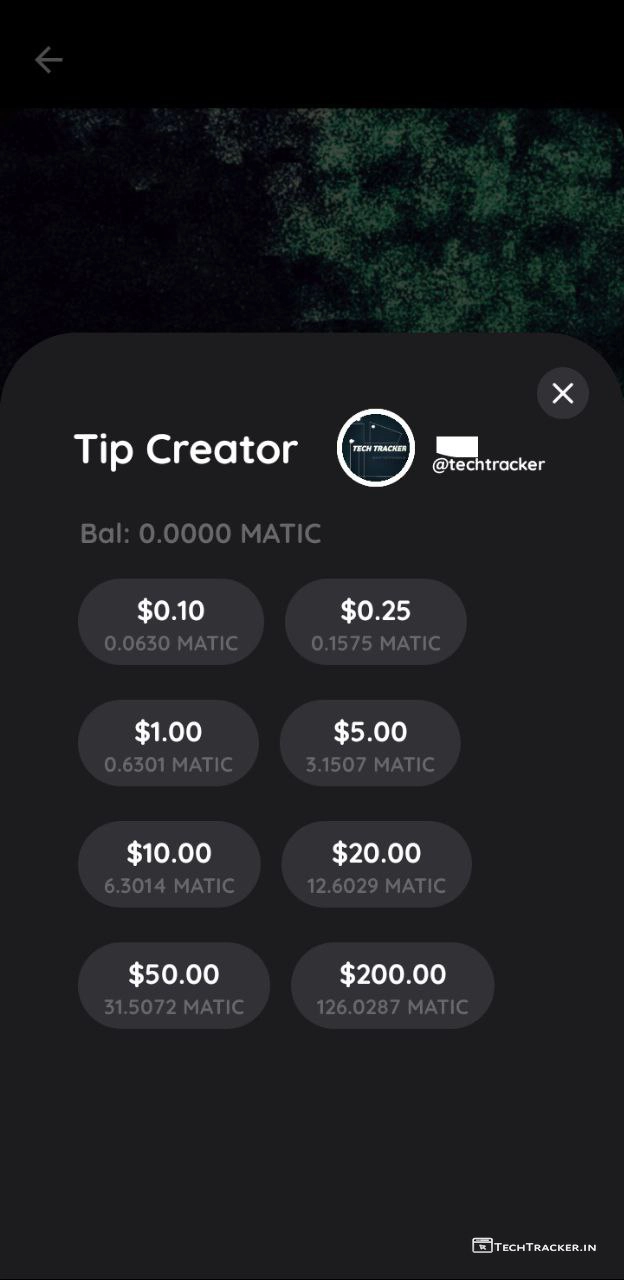 Tip Creator
TECH TRACKER
@techtracker
Bal: 0.0000 MATIC
$0.10
0.0630 MATIC
$0.25
0.1575 MATIC
$1.00
0.6301 MATIC
$5.00
3.1507 MATIC
$10.00
6.3014 MATIC
$20.00
12.6029 MATIC
$50.00
31.5072 MATIC
$200.00
126.0287 MATIC
TECHTRACKER.IN